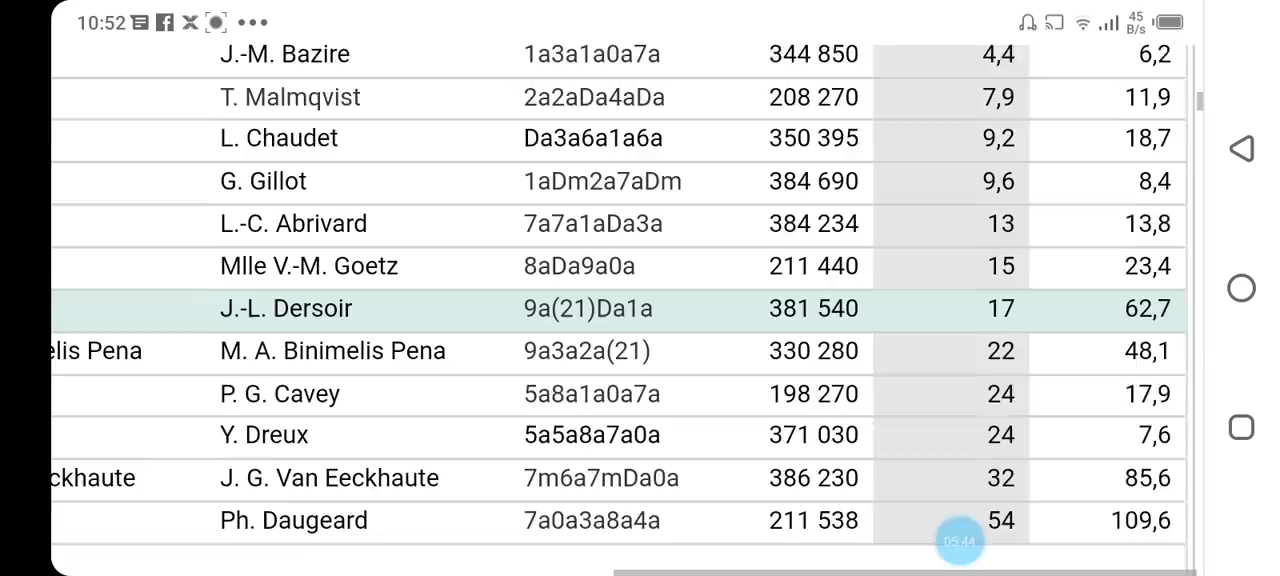 10:52 45 B/s
J.-M. Bazire 1a3a1a0a7a 344 850 4,4 6,2
T. Malmqvist 2a2aDa4aDa 208 270 7,9 11,9
L. Chaudet Da3a6a1a6a 350 395 9,2 18,7
G. Gillot 1aDm2a7aDm 384 690 9,6 8,4
L.-C. Abrivard 7a7a1aDa3a 384 234 13 13,8
Mlle V.-M. Goetz 8aDa9a0a 211 440 15 23,4
J.-L. Dersoir 9a(21)Da1a 381 540 17 62,7
elis Pena M. A. Binimelis Pena 9a3a2a(21) 330 280 22 48,1
P. G. Cavey 5a8a1a0a7a 198 270 24 17,9
Y. Dreux 5a5a8a7a0a 371 030 24 7,6
ckhaute J. G. Van Eeckhaute 7m6a7mDa0a 386 230 32 85,6
Ph. Daugeard 7a0a3a8a4a 211 538 54 109,6
05:44